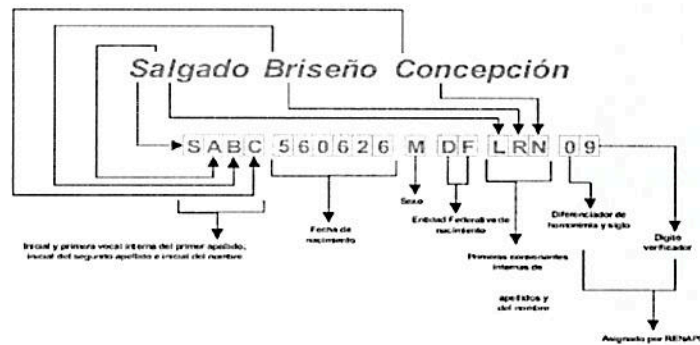 Salgado Briseño Concepción
S A B C 5 6 0 6 2 6 M D F L R N 0 9
Sexo
Fecha de
nacimiento
Entidad Federativa de
nacimiento
Diferenciador de
homonimia y siglo
Inicial y primera vocal interna del primer apellido,
inicial del segundo apellido e inicial del nombre
Primeras consonantes
internas de
apellidos y
del nombre
Digito
verificador
Asignado por RENAPO